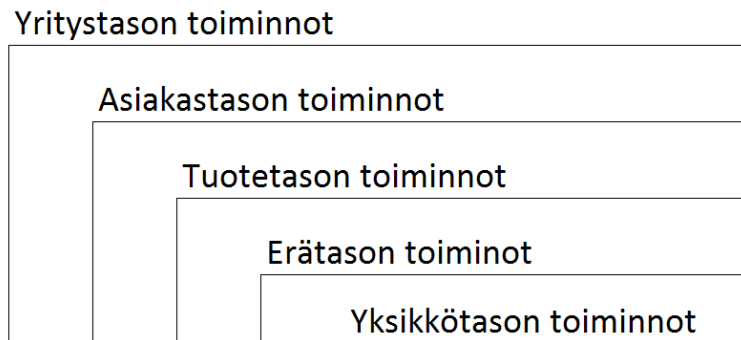 Yritystason toiminnot
Asiakastason toiminnot
Tuotetason toiminnot
Erätason toiminot
Yksikkötason toiminnot